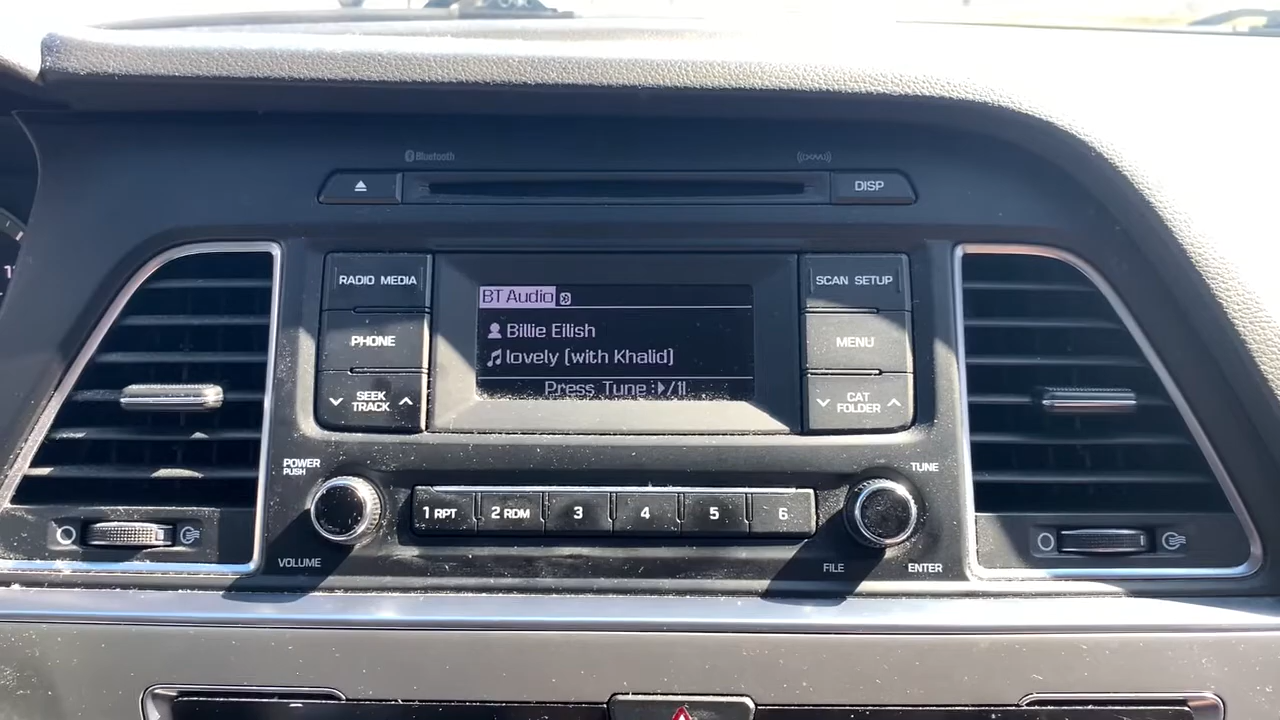 Bluetooth
((XM))
DISP
RADIO MEDIA
PHONE
SEEK
TRACK
BT Audio
Billie Eilish
lovely (with Khalid)
Press Tune :▶/II
SCAN SETUP
MENU
CAT
FOLDER
POWER
PUSH
VOLUME
1 RPT
2 RDM
3
4
5
6
TUNE
FILE
ENTER